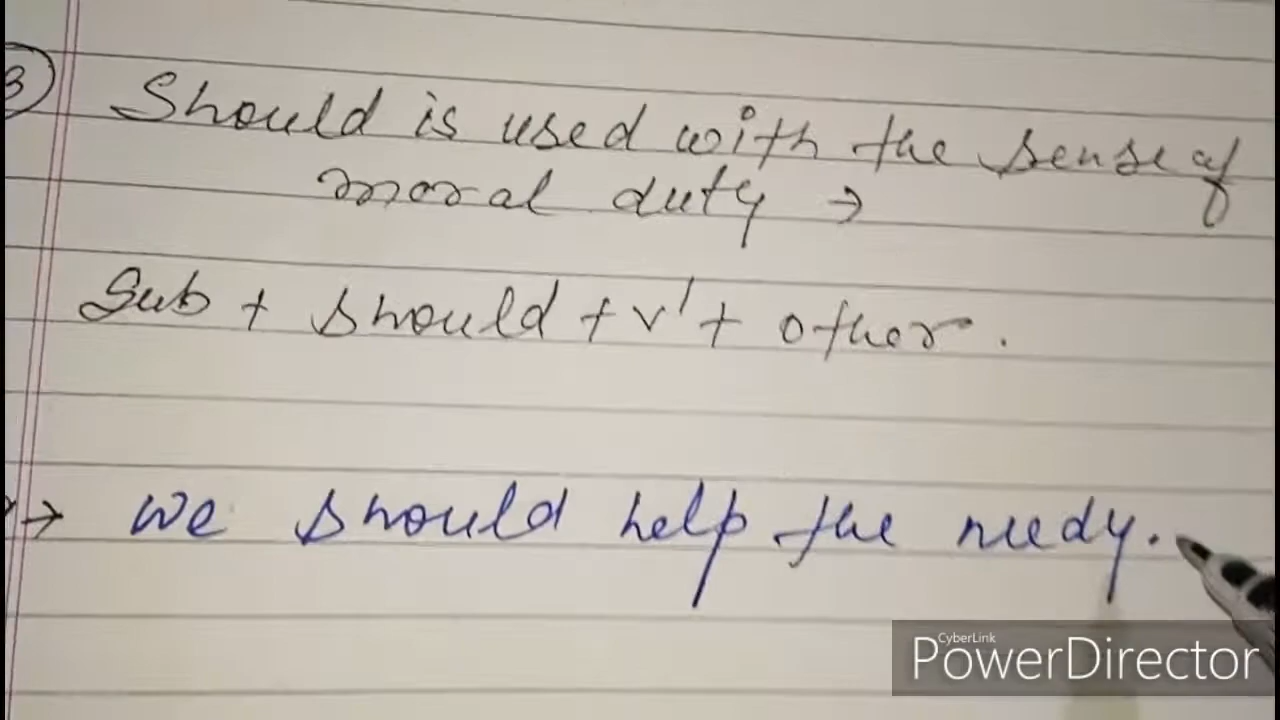 3
Should is used with the sense of
moral duty →
Sub + should + v' + other.
→ we should help the needy.
CyberLink
PowerDirector